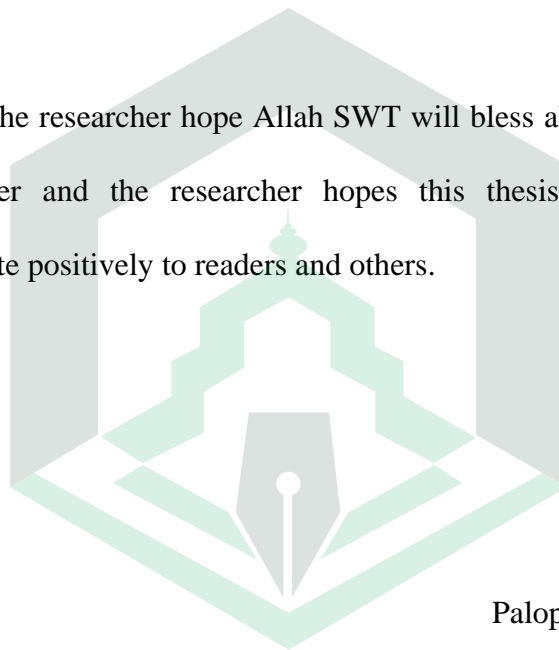 he researcher hope Allah SWT will bless a
er and the researcher hopes this thesis
te positively to readers and others.
Palop